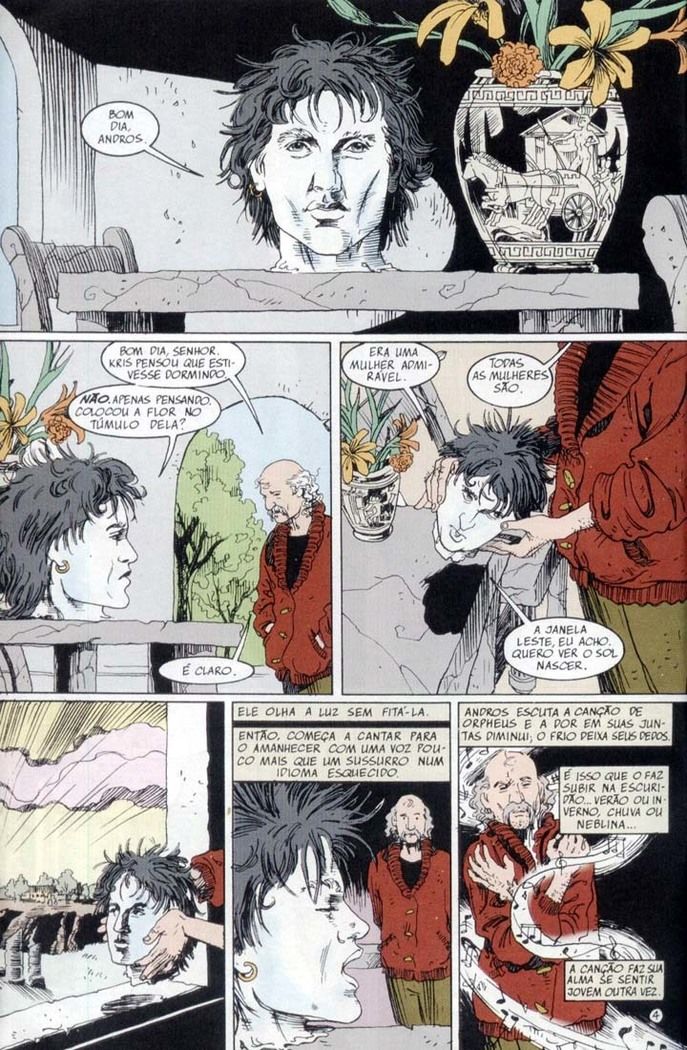 BOM
DIA,
ANDROS.
BOM DIA, SENHOR.
KRIS PENSOU QUE ESTI-
VESSE DORMINDO.
NÃO. APENAS PENSANDO.
COLOCOU A FLOR NO
TÚMULO DELA?
É CLARO.
ERA UMA
MULHER ADMI-
RÁVEL.
TODAS
AS MULHERES
SÃO.
A JANELA
LESTE, EU ACHO.
QUERO VER O SOL
NASCER.
ELE OLHA A LUZ SEM FITÁ-LA.
ENTÃO, COMEÇA A CANTAR PARA
O AMANHECER COM UMA VOZ POU-
CO MAIS QUE UM SUSSURRO NUM
IDIOMA ESQUECIDO.
ANDROS ESCUTA A CANÇÃO DE
ORPHEUS E A DOR EM SUAS JUN-
TAS DIMINUI; O FRIO DEIXA SEUS DEDOS.
É ISSO QUE O FAZ
SUBIR NA ESCURI-
DÃO... VERÃO OU IN-
VERNO, CHUVA OU
NEBLINA...
A CANÇÃO FAZ SUA
ALMA SE SENTIR
JOVEM OUTRA VEZ.
4